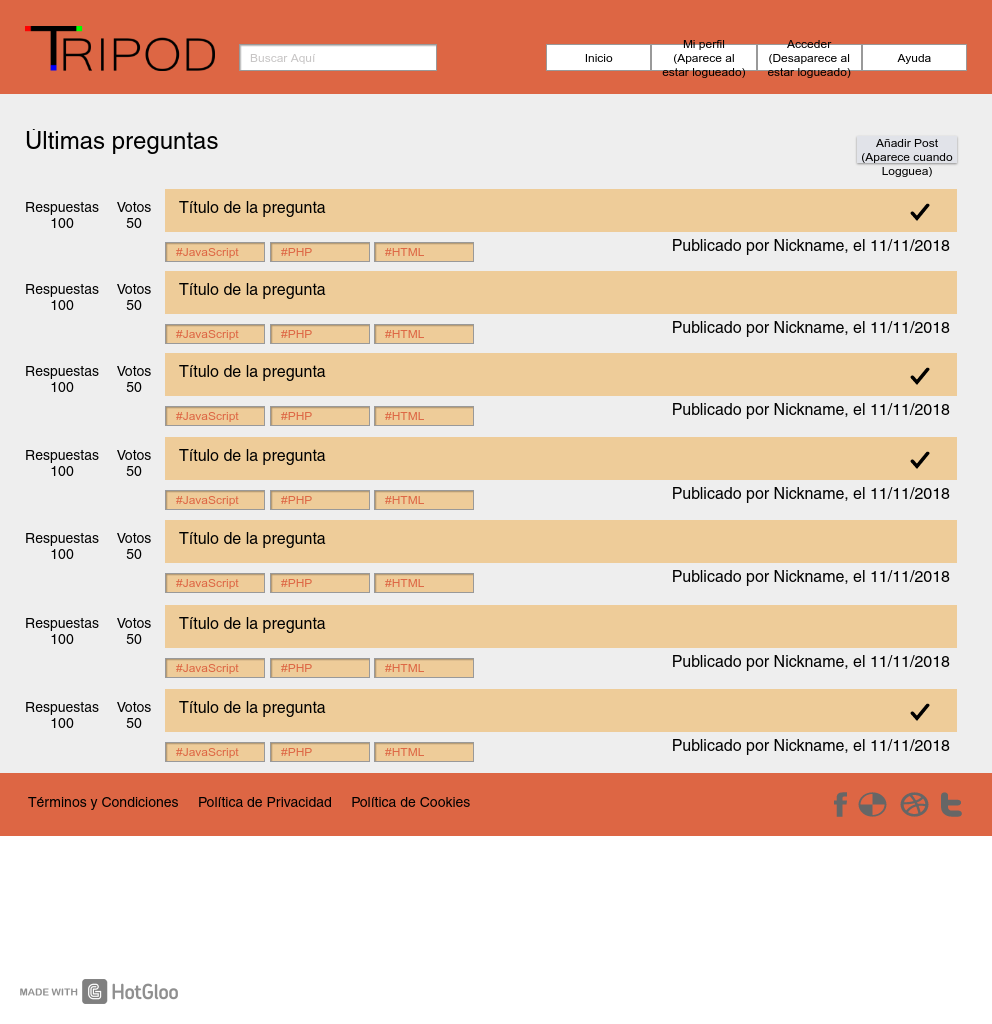 TRIPOD
Buscar Aquí
Inicio
Mi perfil
(Aparece al
estar logueado)
Acceder
(Desaparece al
estar logueado)
Ayuda
Últimas preguntas
Añadir Post
(Aparece cuando
Logguea)
Respuestas
100
Votos
50
Título de la pregunta
#JavaScript
#PHP
#HTML
Publicado por Nickname, el 11/11/2018
Respuestas
100
Votos
50
Título de la pregunta
#JavaScript
#PHP
#HTML
Publicado por Nickname, el 11/11/2018
Respuestas
100
Votos
50
Título de la pregunta
#JavaScript
#PHP
#HTML
Publicado por Nickname, el 11/11/2018
Respuestas
100
Votos
50
Título de la pregunta
#JavaScript
#PHP
#HTML
Publicado por Nickname, el 11/11/2018
Respuestas
100
Votos
50
Título de la pregunta
#JavaScript
#PHP
#HTML
Publicado por Nickname, el 11/11/2018
Respuestas
100
Votos
50
Título de la pregunta
#JavaScript
#PHP
#HTML
Publicado por Nickname, el 11/11/2018
Respuestas
100
Votos
50
Título de la pregunta
#JavaScript
#PHP
#HTML
Publicado por Nickname, el 11/11/2018
Términos y Condiciones
Política de Privacidad
Política de Cookies
MADE WITH HotGloo